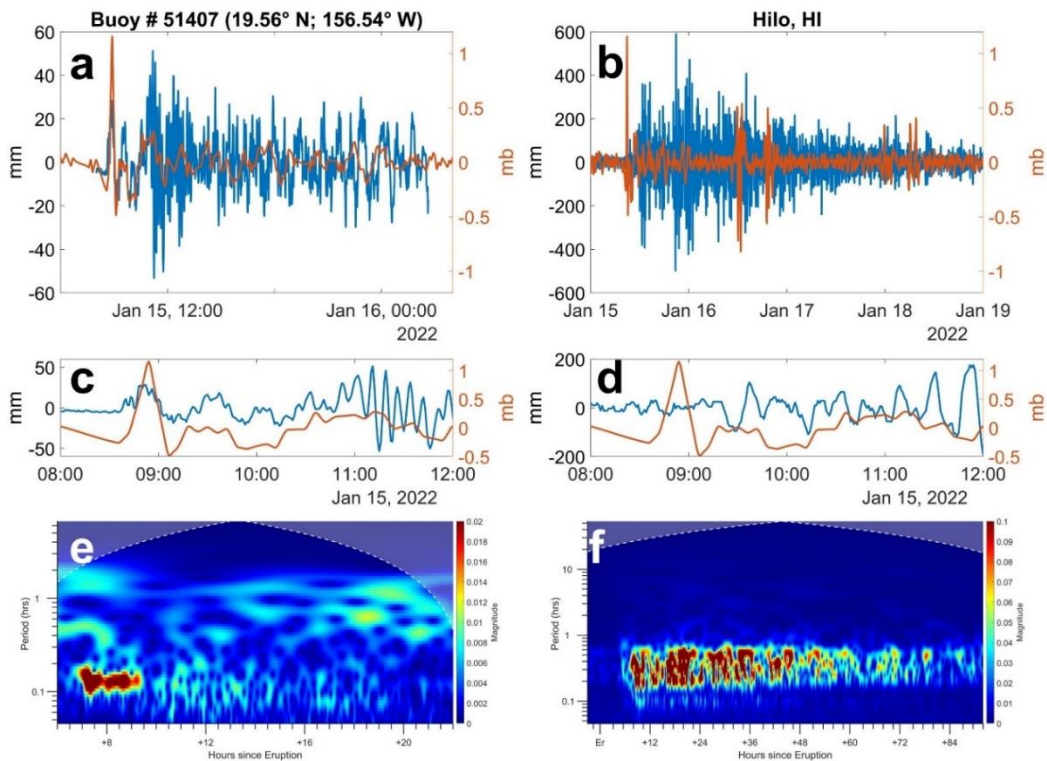 Buoy # 51407 (19.56° N; 156.54° W)
Hilo, HI
a
60
40
20
0
-20
-40
-60
mm
1
0.5
0
-0.5
-1
mb
Jan 15, 12:00
Jan 16, 00:00
2022
b
600
400
200
0
-200
-400
-600
mm
1
0.5
0
-0.5
-1
mb
Jan 15
Jan 16
Jan 17
Jan 18
Jan 19
2022
c
50
0
-50
mm
1
0.5
0
-0.5
mb
08:00
09:00
10:00
11:00
12:00
Jan 15, 2022
d
200
0
-200
mm
1
0.5
0
-0.5
mb
08:00
09:00
10:00
11:00
12:00
Jan 15, 2022
e
Period (hrs)
1
0.1
+8
+12
+16
+20
Hours since Eruption
0.02
0.018
0.016
0.014
0.012
0.01
0.008
0.006
0.004
0.002
0
Magnitude
f
Period (hrs)
10
1
0.1
Er
+12
+24
+36
+48
+60
+72
+84
Hours since Eruption
0.1
0.09
0.08
0.07
0.06
0.05
0.04
0.03
0.02
0.01
0
Magnitude